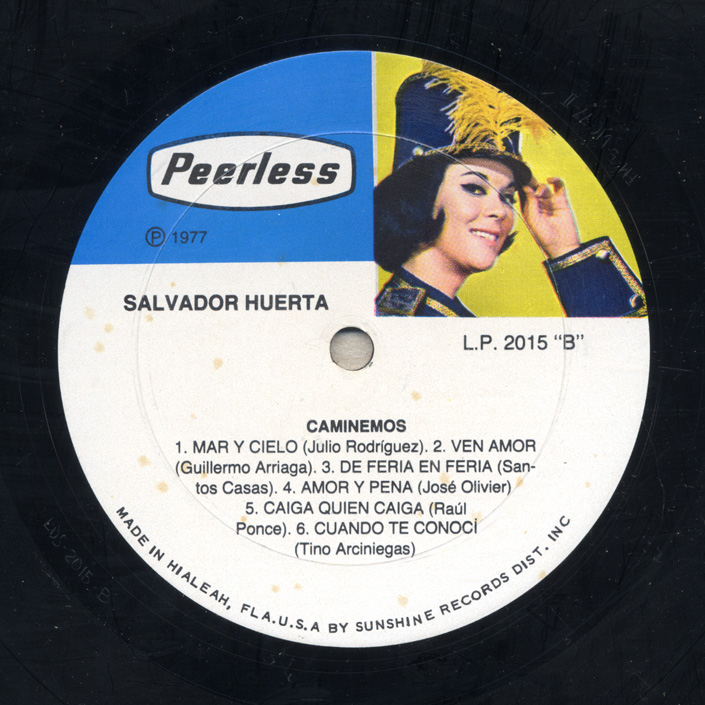 Peerless
Ⓟ 1977
SALVADOR HUERTA
L.P. 2015 "B"
CAMINEMOS
1. MAR Y CIELO (Julio Rodríguez). 2. VEN AMOR
(Guillermo Arriaga). 3. DE FERIA EN FERIA (San-
tos Casas). 4. AMOR Y PENA (José Olivier)
5. CAIGA QUIEN CAIGA (Raúl
Ponce). 6. CUANDO TE CONOCÍ
(Tino Arciniegas)
MADE IN HIALEAH, FLA. U.S.A BY SUNSHINE RECORDS DIST. INC